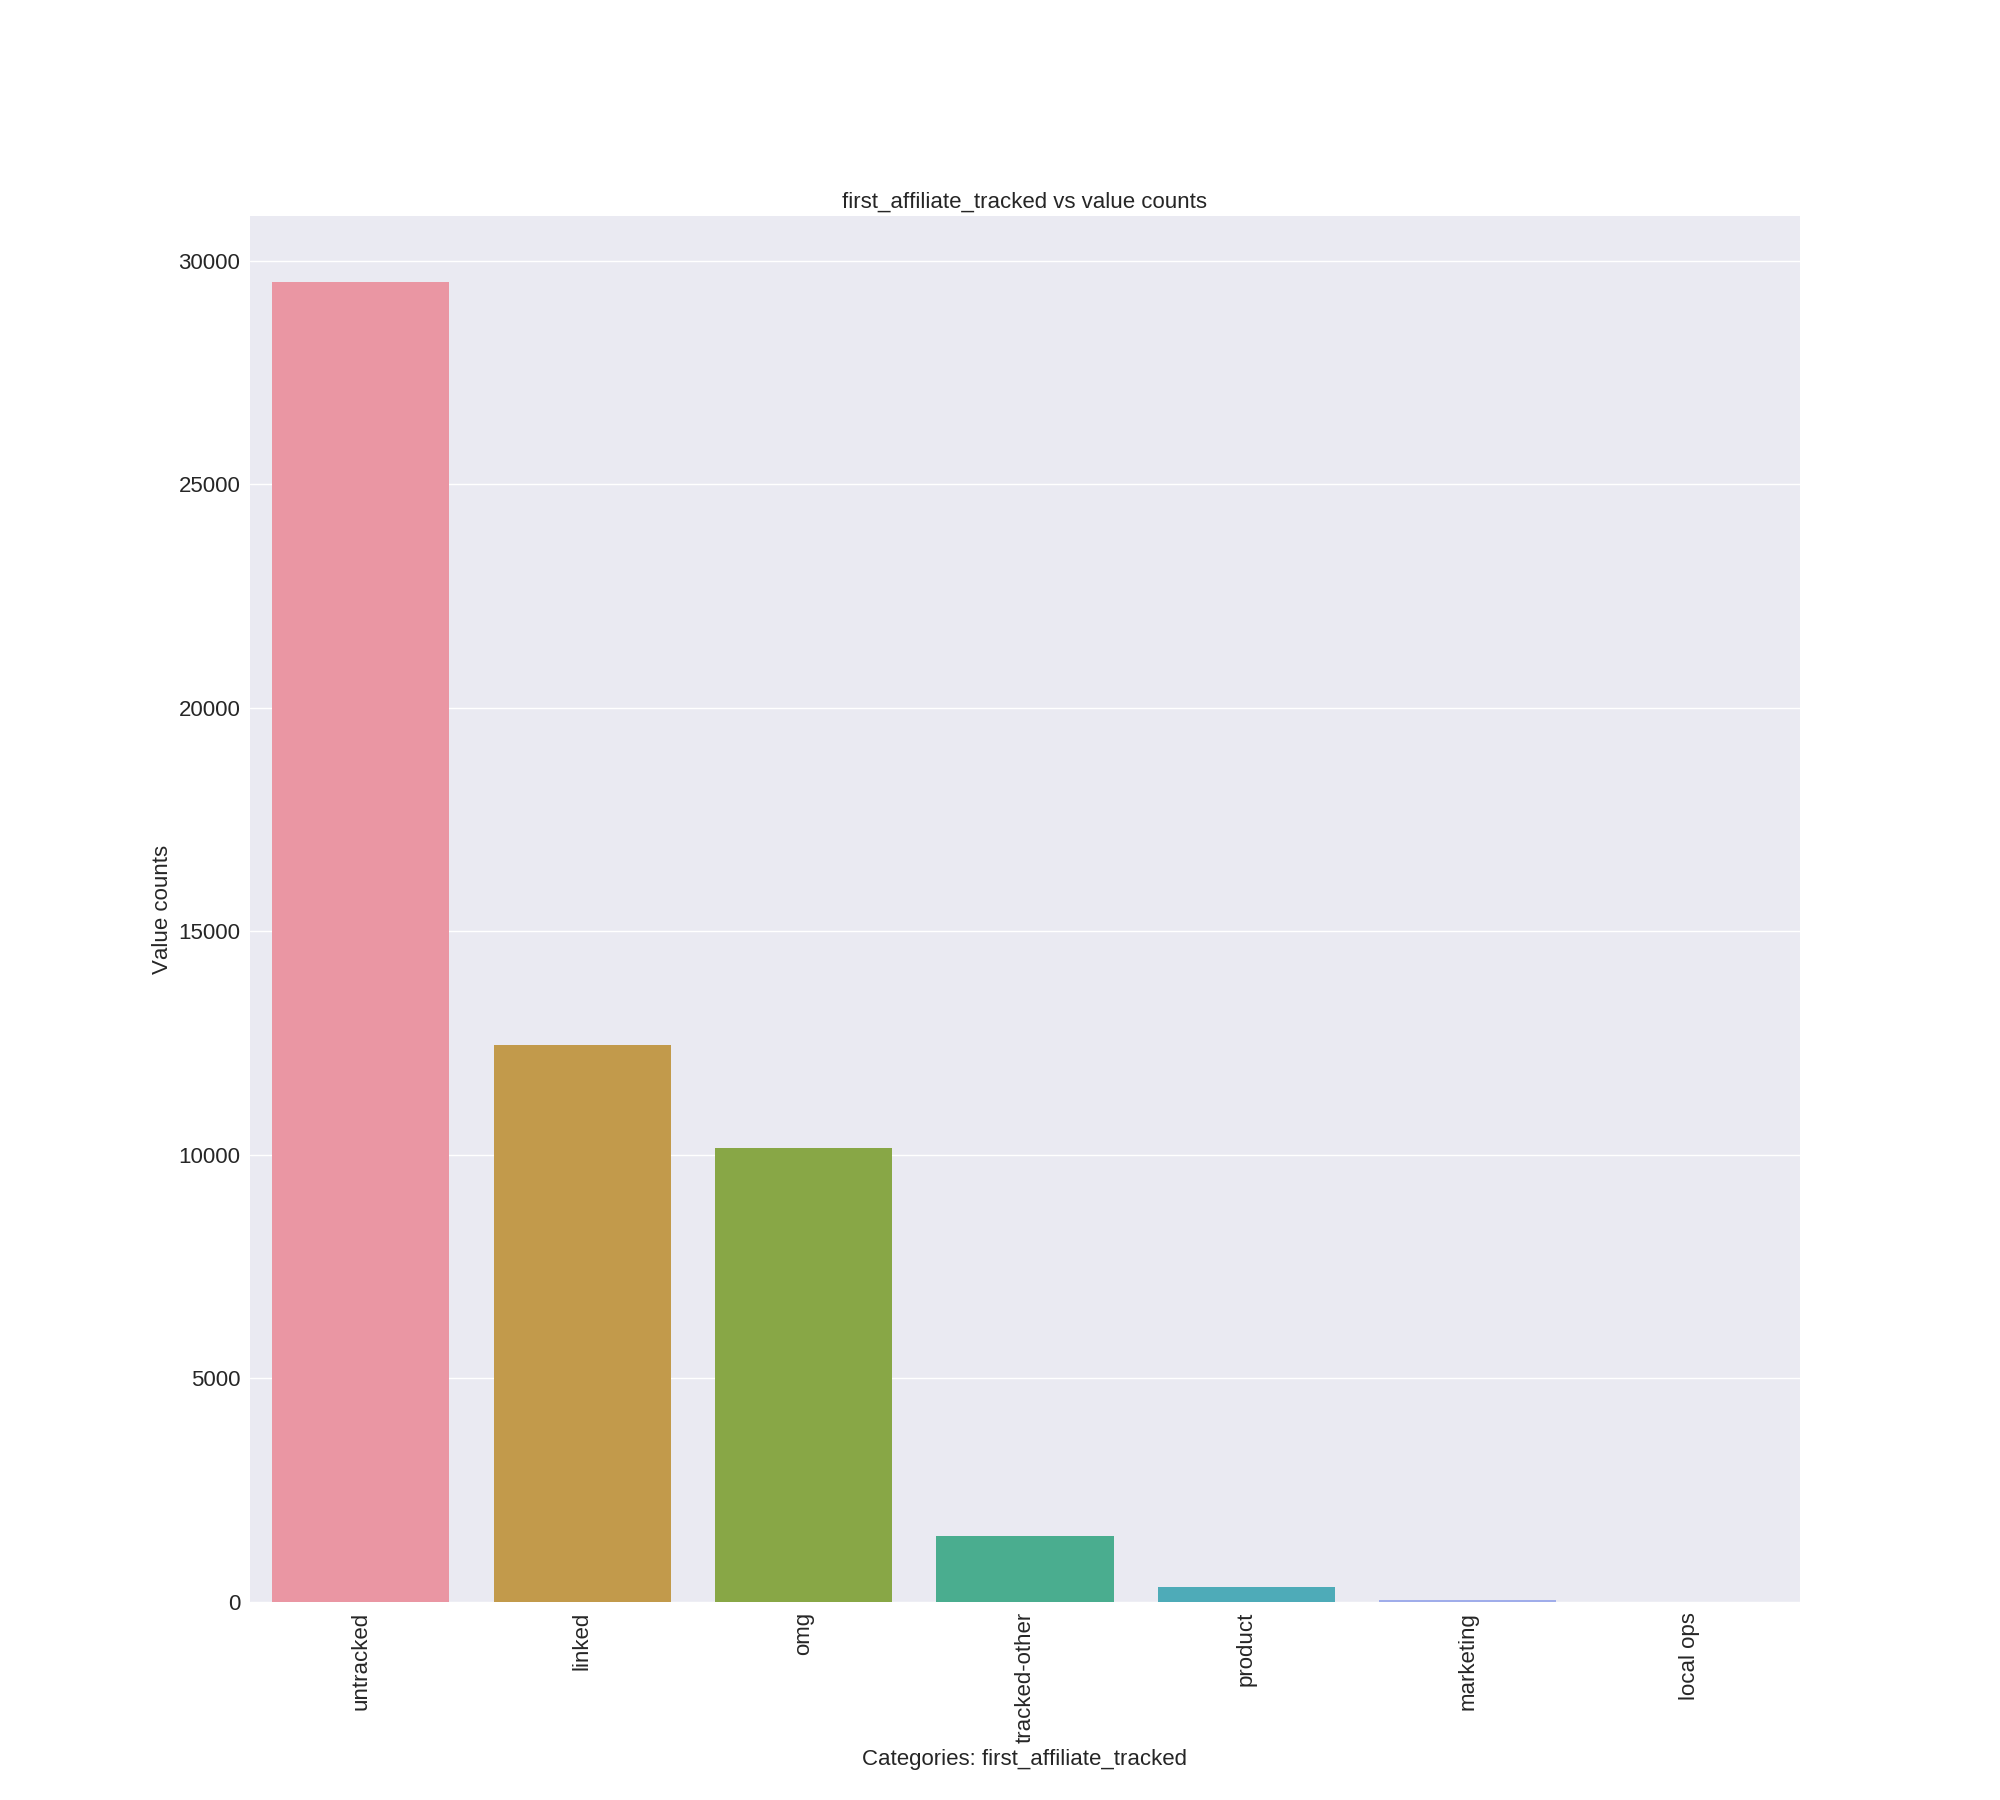 first_affiliate_tracked vs value counts
30000
25000
20000
15000
10000
5000
0
Value counts
untracked
linked
omg
tracked-other
product
marketing
local ops
Categories: first_affiliate_tracked